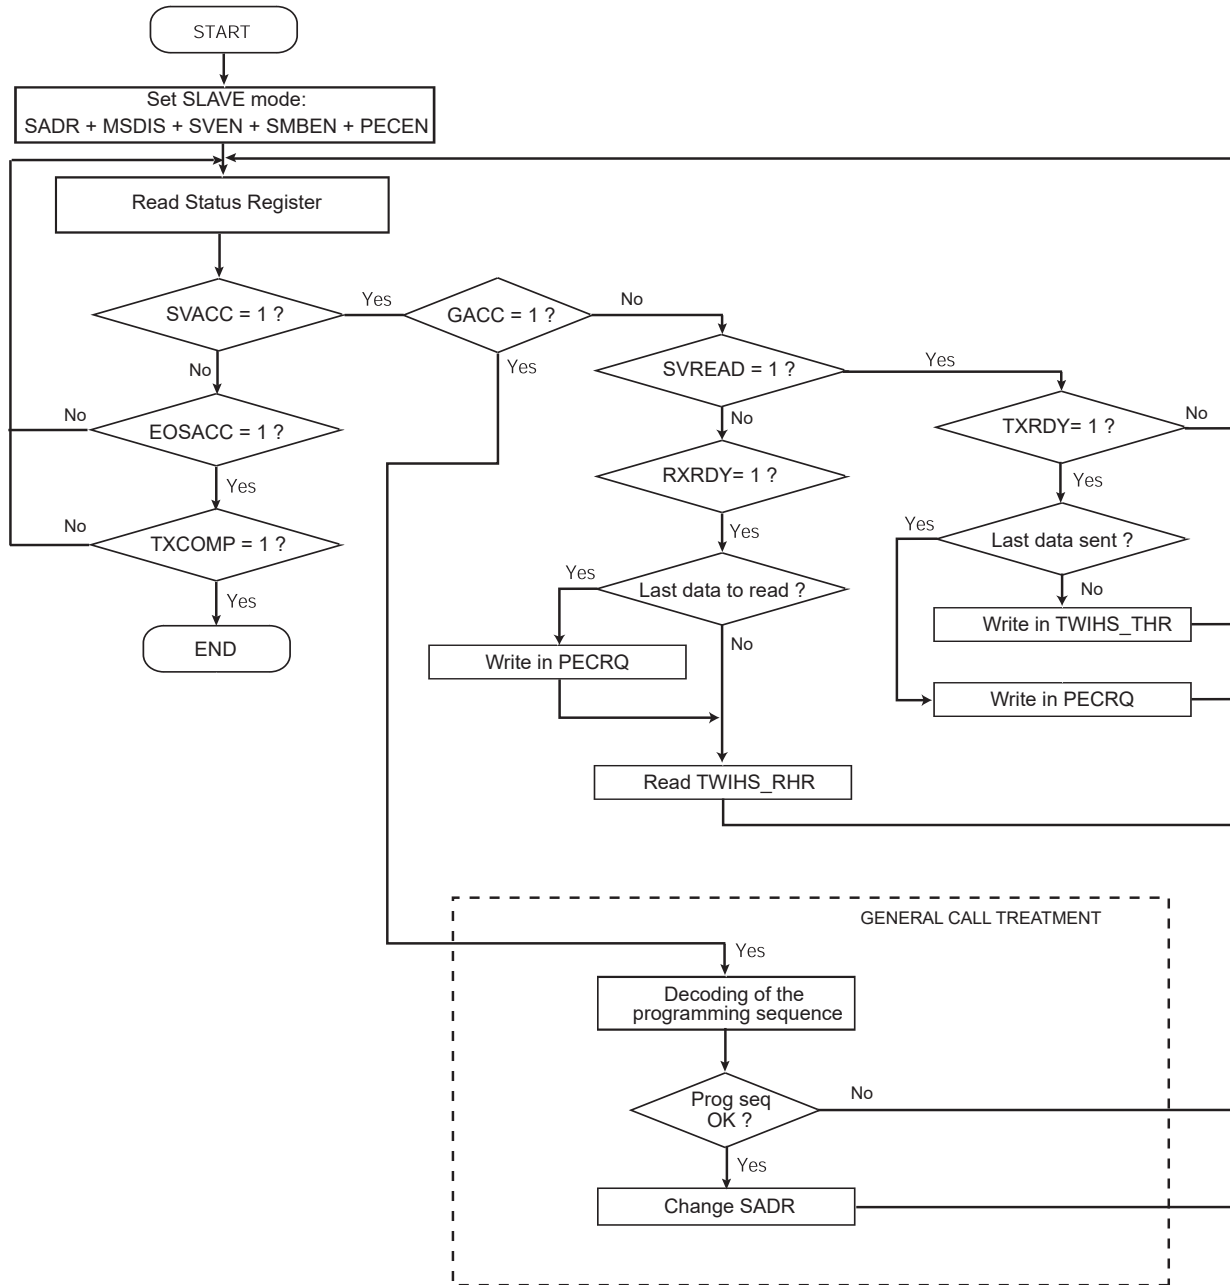 START
Set SLAVE mode:
SADR + MSDIS + SVEN + SMBEN + PECEN
Read Status Register
SVACC = 1 ?
Yes
GACC = 1 ?
No
SVREAD = 1 ?
Yes
No
Yes
EOSACC = 1 ?
No
No
TXRDY= 1 ?
No
RXRDY= 1 ?
Yes
Yes
TXCOMP = 1 ?
No
Yes
Last data sent ?
Yes
No
Yes
Last data to read ?
Yes
No
Write in TWIHS_THR
END
Write in PECRQ
Write in PECRQ
Read TWIHS_RHR
GENERAL CALL TREATMENT
Yes
Decoding of the
programming sequence
Prog seq
OK ?
No
Yes
Change SADR